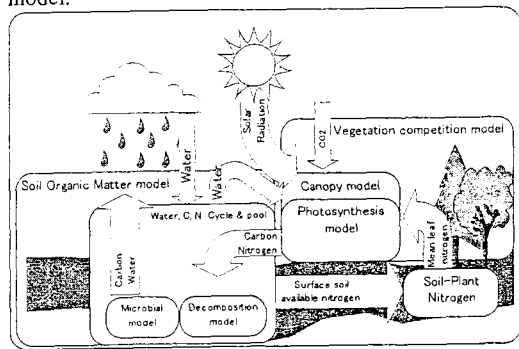 model.
Solar
Radiation
CO2
Vegetation competition model
Water
Water
Soil Organic Matter model
Canopy model
Water, C, N. Cycle & pool
Photosynthesis
model
Carbon
Nitrogen
Mean leaf
nitrogen
Carbon
Water
Surface soil
available nitrogen
Soil-Plant
Nitrogen
Microbial
model
Decomposition
model